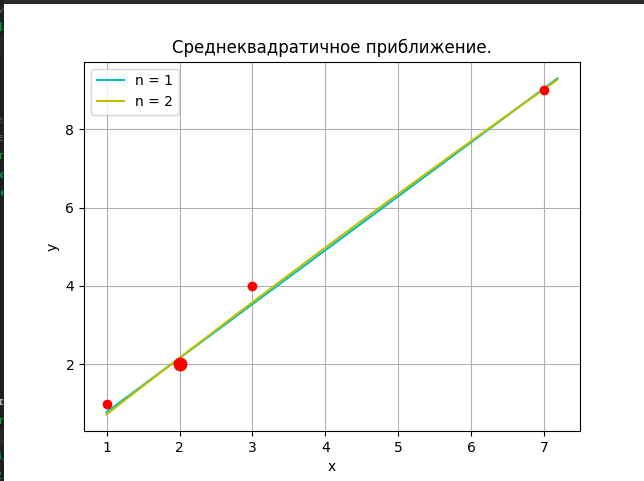 Среднеквадратичное приближение.
n = 1
n = 2
8
6
4
2
y
1 2 3 4 5 6 7
x